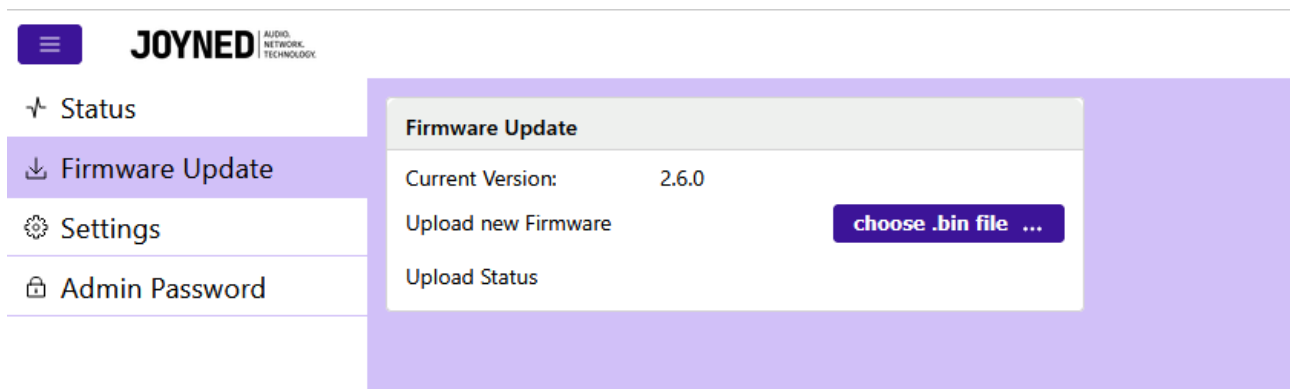 JOYNED
AUDIO.
NETWORK.
TECHNOLOGY.
Status
Firmware Update
Settings
Admin Password
Firmware Update
Current Version: 2.6.0
Upload new Firmware choose .bin file ...
Upload Status